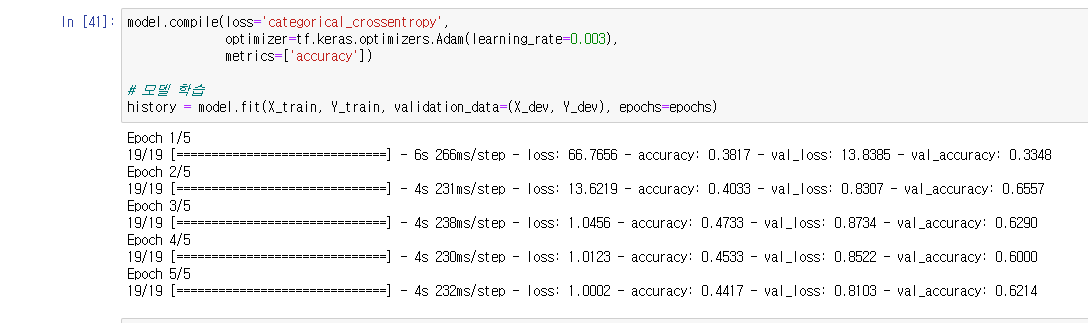 In [41]:
model.compile(loss='categorical_crossentropy',
optimizer=tf.keras.optimizers.Adam(learning_rate=0.003),
metrics=['accuracy'])
# 모델 학습
history = model.fit(X_train, Y_train, validation_data=(X_dev, Y_dev), epochs=epochs)
Epoch 1/5
19/19 [==============================] - 6s 266ms/step - loss: 66.7656 - accuracy: 0.3817 - val_loss: 13.8385 - val_accuracy: 0.3348
Epoch 2/5
19/19 [==============================] - 4s 231ms/step - loss: 13.6219 - accuracy: 0.4033 - val_loss: 0.8307 - val_accuracy: 0.6557
Epoch 3/5
19/19 [==============================] - 4s 238ms/step - loss: 1.0456 - accuracy: 0.4733 - val_loss: 0.8734 - val_accuracy: 0.6290
Epoch 4/5
19/19 [==============================] - 4s 230ms/step - loss: 1.0123 - accuracy: 0.4533 - val_loss: 0.8522 - val_accuracy: 0.6000
Epoch 5/5
19/19 [==============================] - 4s 232ms/step - loss: 1.0002 - accuracy: 0.4417 - val_loss: 0.8103 - val_accuracy: 0.6214